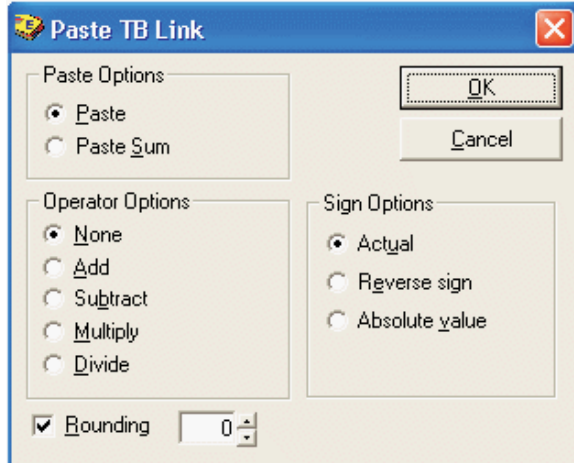 Paste TB Link
Paste Options
Paste
Paste Sum
OK
Cancel
Operator Options
None
Add
Subtract
Multiply
Divide
Sign Options
Actual
Reverse sign
Absolute value
Rounding 0